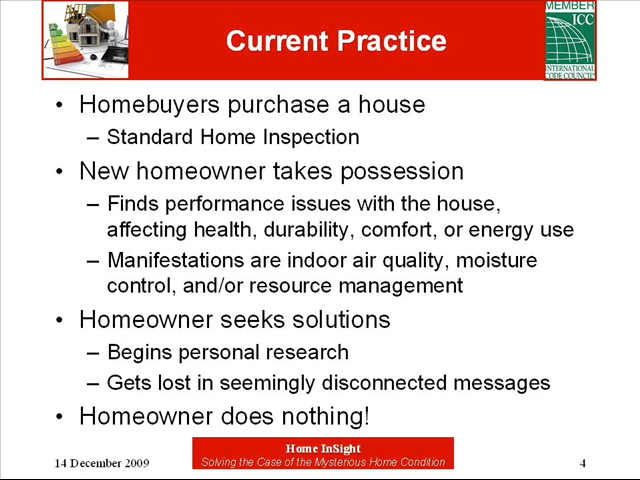 Current Practice
MEMBER
ICC
INTERNATIONAL
CODE COUNCIL
• Homebuyers purchase a house
– Standard Home Inspection
• New homeowner takes possession
– Finds performance issues with the house,
affecting health, durability, comfort, or energy use
– Manifestations are indoor air quality, moisture
control, and/or resource management
• Homeowner seeks solutions
– Begins personal research
– Gets lost in seemingly disconnected messages
• Homeowner does nothing!
Home InSight
Solving the Case of the Mysterious Home Condition
14 December 2009
4